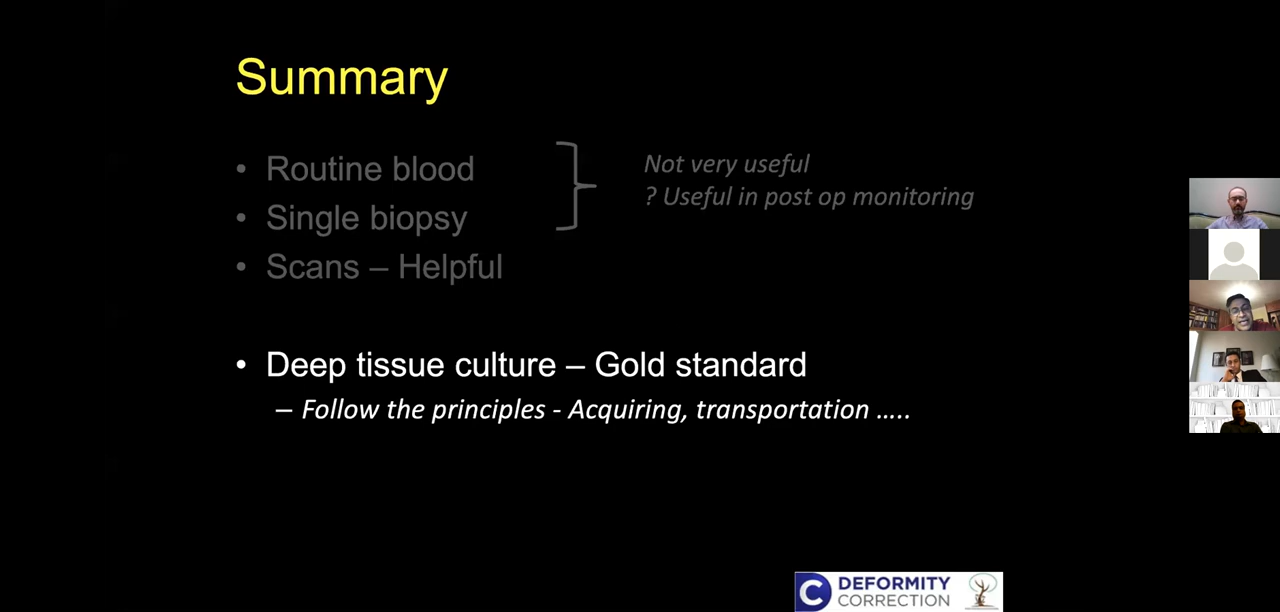 Summary
• Routine blood
• Single biopsy
Not very useful
? Useful in post op monitoring
• Scans – Helpful
• Deep tissue culture – Gold standard
– Follow the principles - Acquiring, transportation …..
C DEFORMITY
CORRECTION